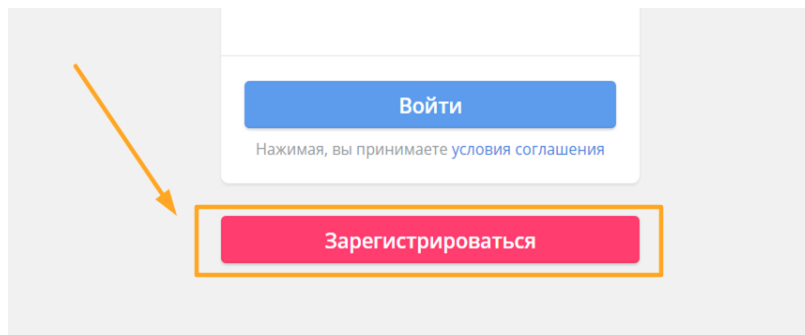 Войти
Нажимая, вы принимаете условия соглашения
Зарегистрироваться